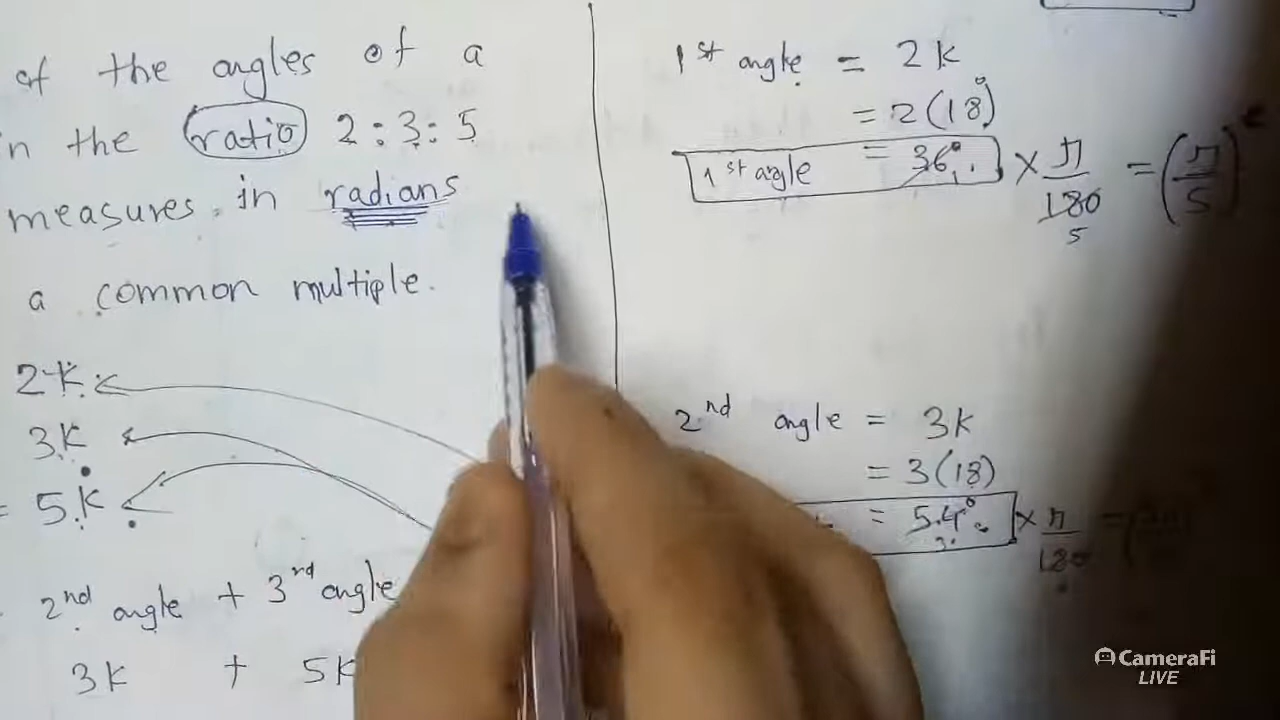 of the angles of a
n the ratio 2:3:5
measures in radians
a common multiple.
2k
3k
= 5k
2nd angle + 3rd angle
3k + 5k
1st angle = 2k
= 2(18°)
1st angle = 36° × π/180 = (π/5)ᶜ
5
2nd angle = 3k
= 3(18)
= 54° × π/180 =
CameraFi
LIVE